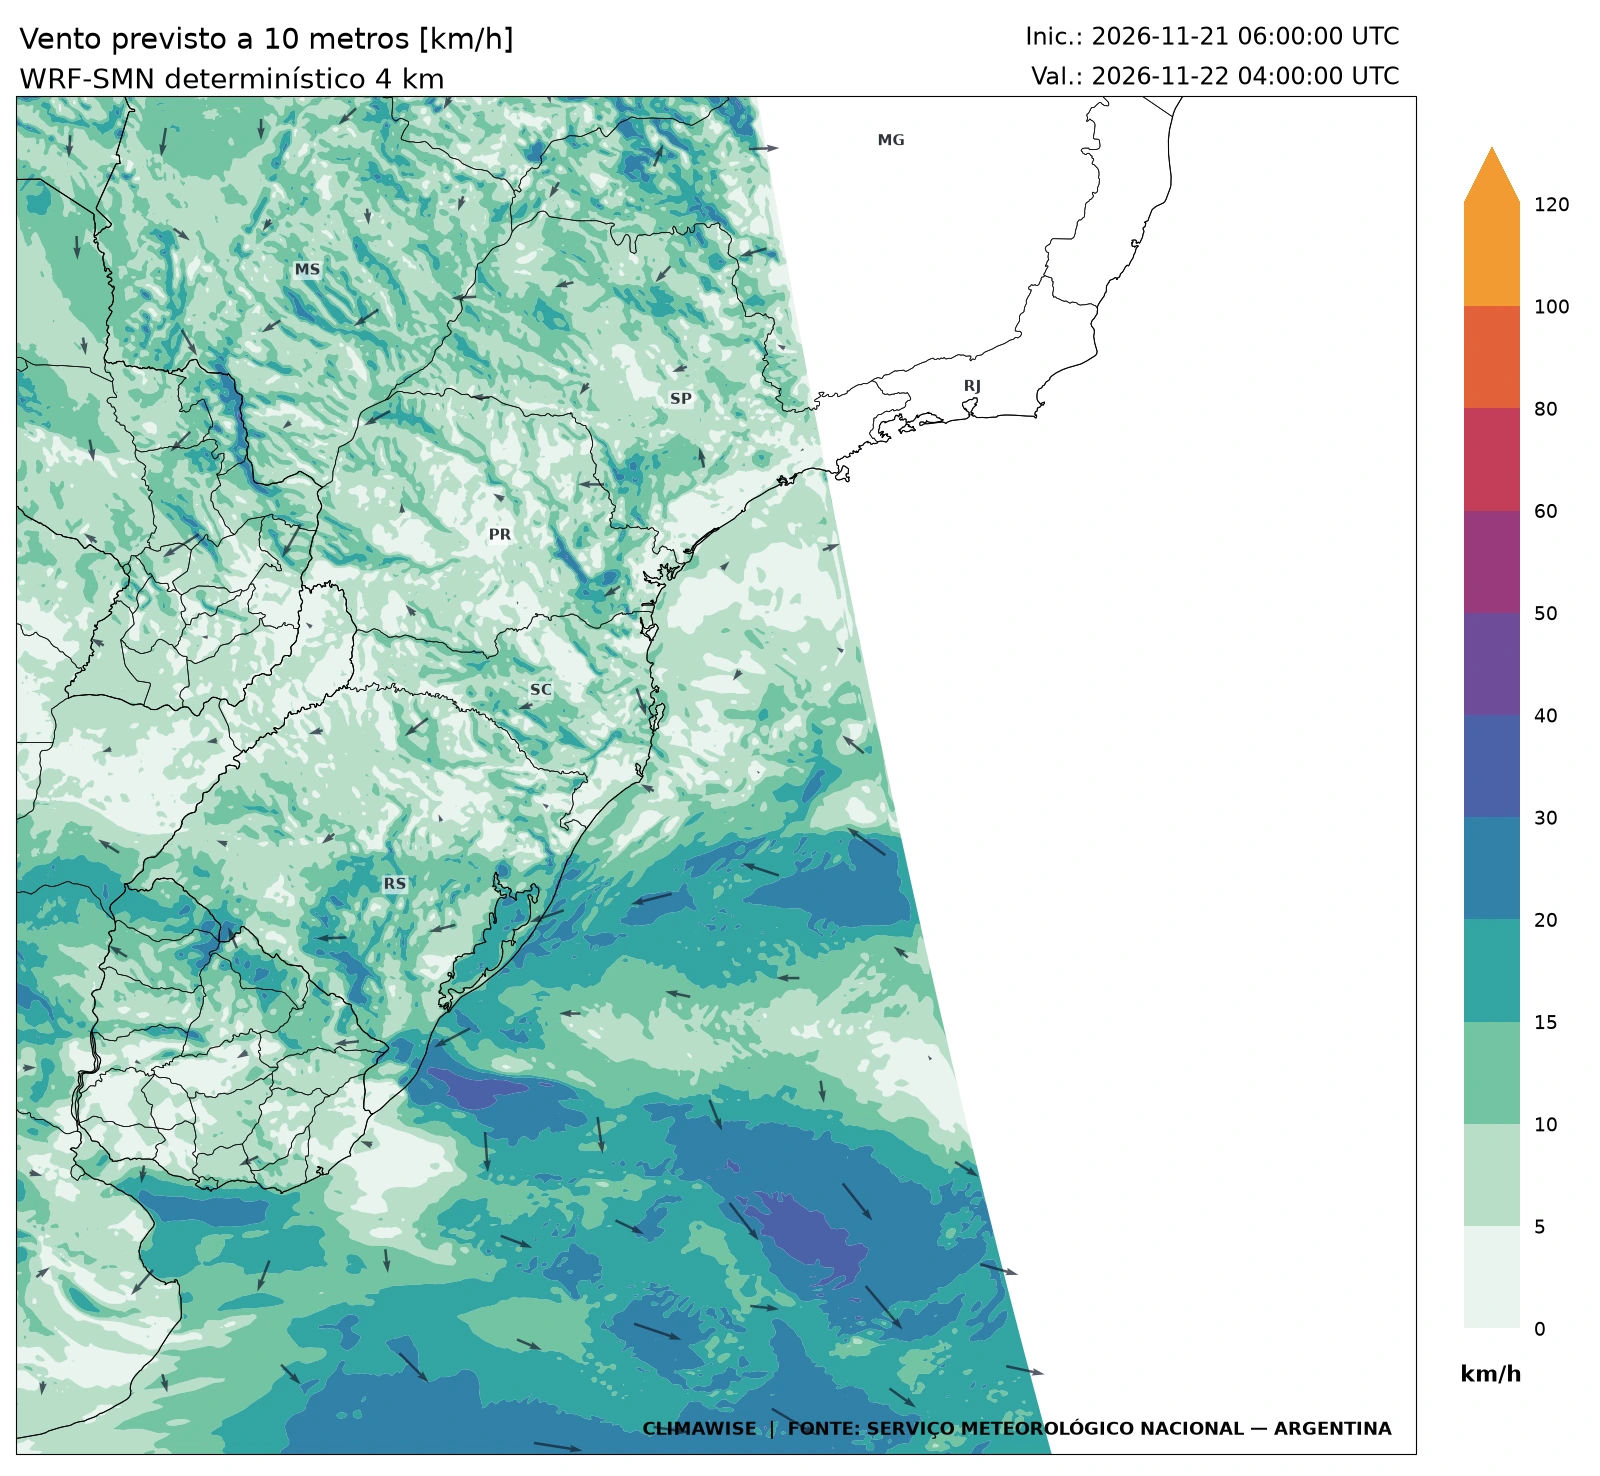 Vento previsto a 10 metros [km/h]
WRF-SMN determinístico 4 km
Inic.: 2026-11-21 06:00:00 UTC
Val.: 2026-11-22 04:00:00 UTC
MG
MS
RJ
SP
PR
SC
RS
120
100
80
60
50
40
30
20
15
10
5
0
km/h
CLIMAWISE | FONTE: SERVIÇO METEOROLÓGICO NACIONAL — ARGENTINA